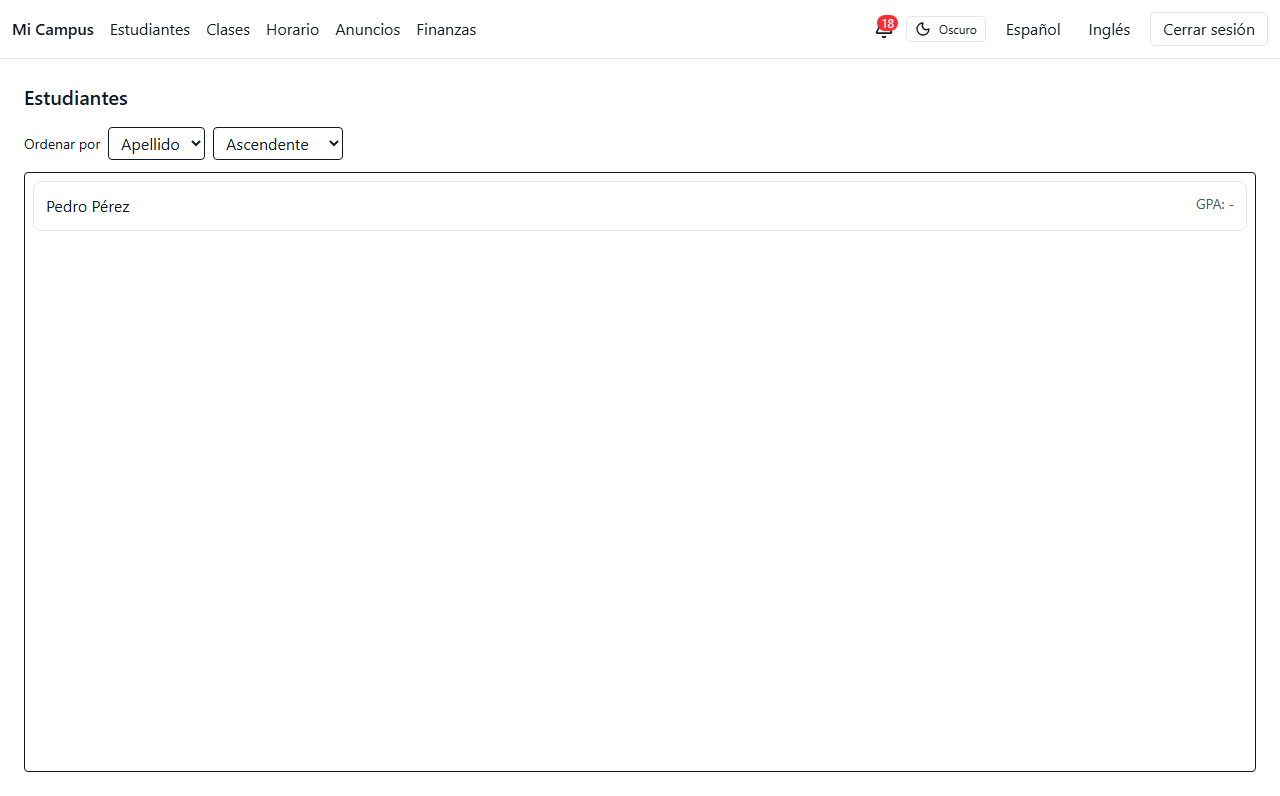 Mi Campus Estudiantes Clases Horario Anuncios Finanzas 18 Oscuro Español Inglés Cerrar sesión
Estudiantes
Ordenar por Apellido Ascendente
Pedro Pérez GPA: -